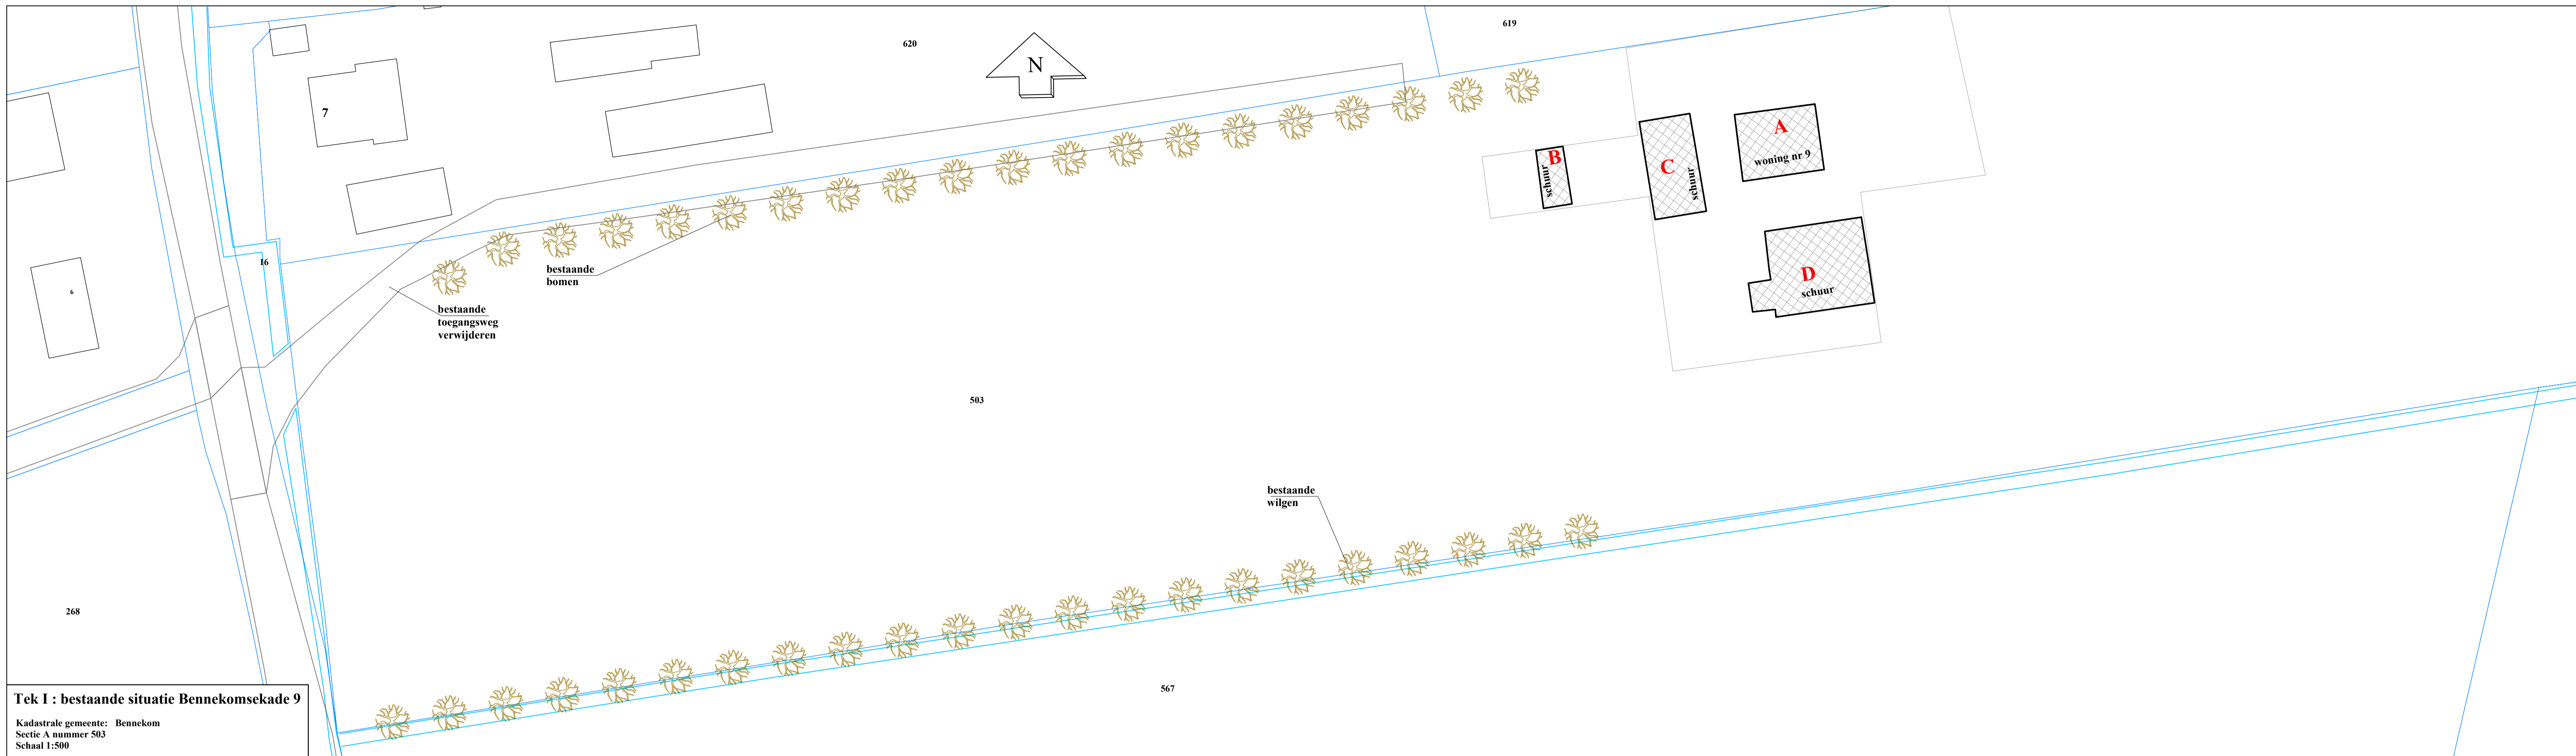 619
620
N
7
A
woning nr 9
B
schuur
C
schuur
16
D
schuur
bestaande
bomen
6
bestaande
toegangsweg
verwijderen
503
bestaande
wilgen
268
567
Tek I : bestaande situatie Bennekomsekade 9
Kadastrale gemeente: Bennekom
Sectie A nummer 503
Schaal 1:500